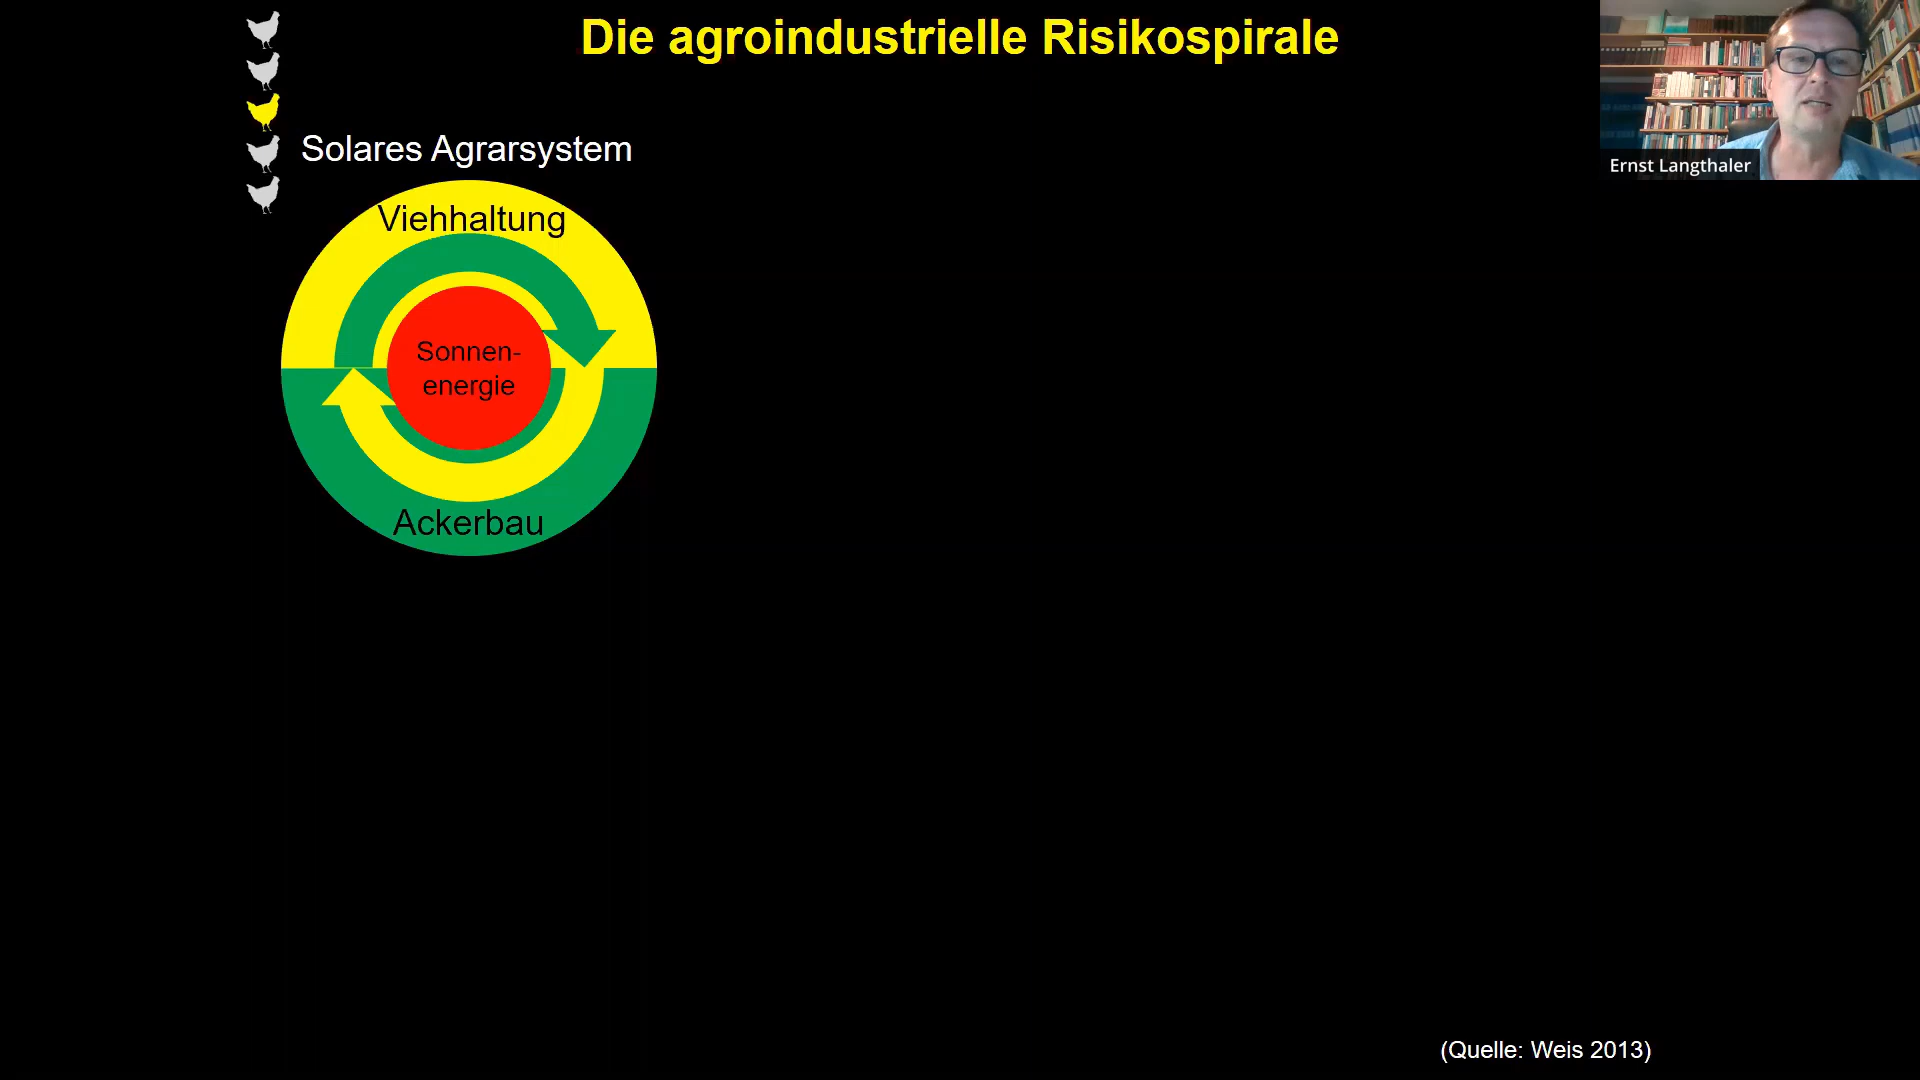 Die agroindustrielle Risikospirale
Solares Agrarsystem
Viehhaltung
Sonnen-
energie
Ackerbau
Ernst Langthaler
(Quelle: Weis 2013)